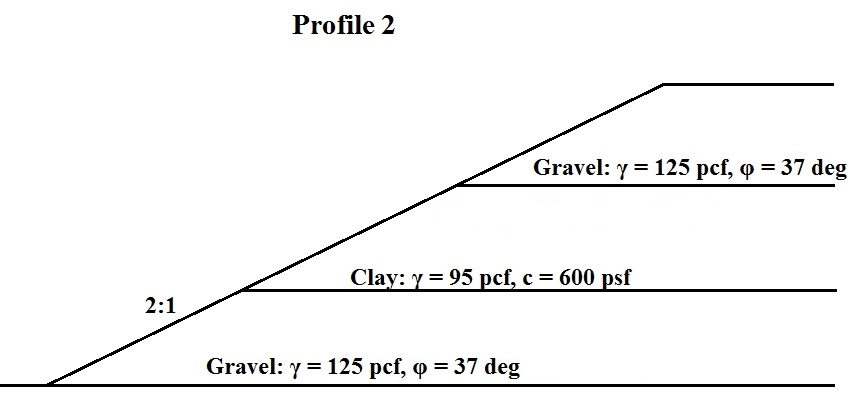 Profile 2
Gravel: γ = 125 pcf, φ = 37 deg
Clay: γ = 95 pcf, c = 600 psf
2:1
Gravel: γ = 125 pcf, φ = 37 deg